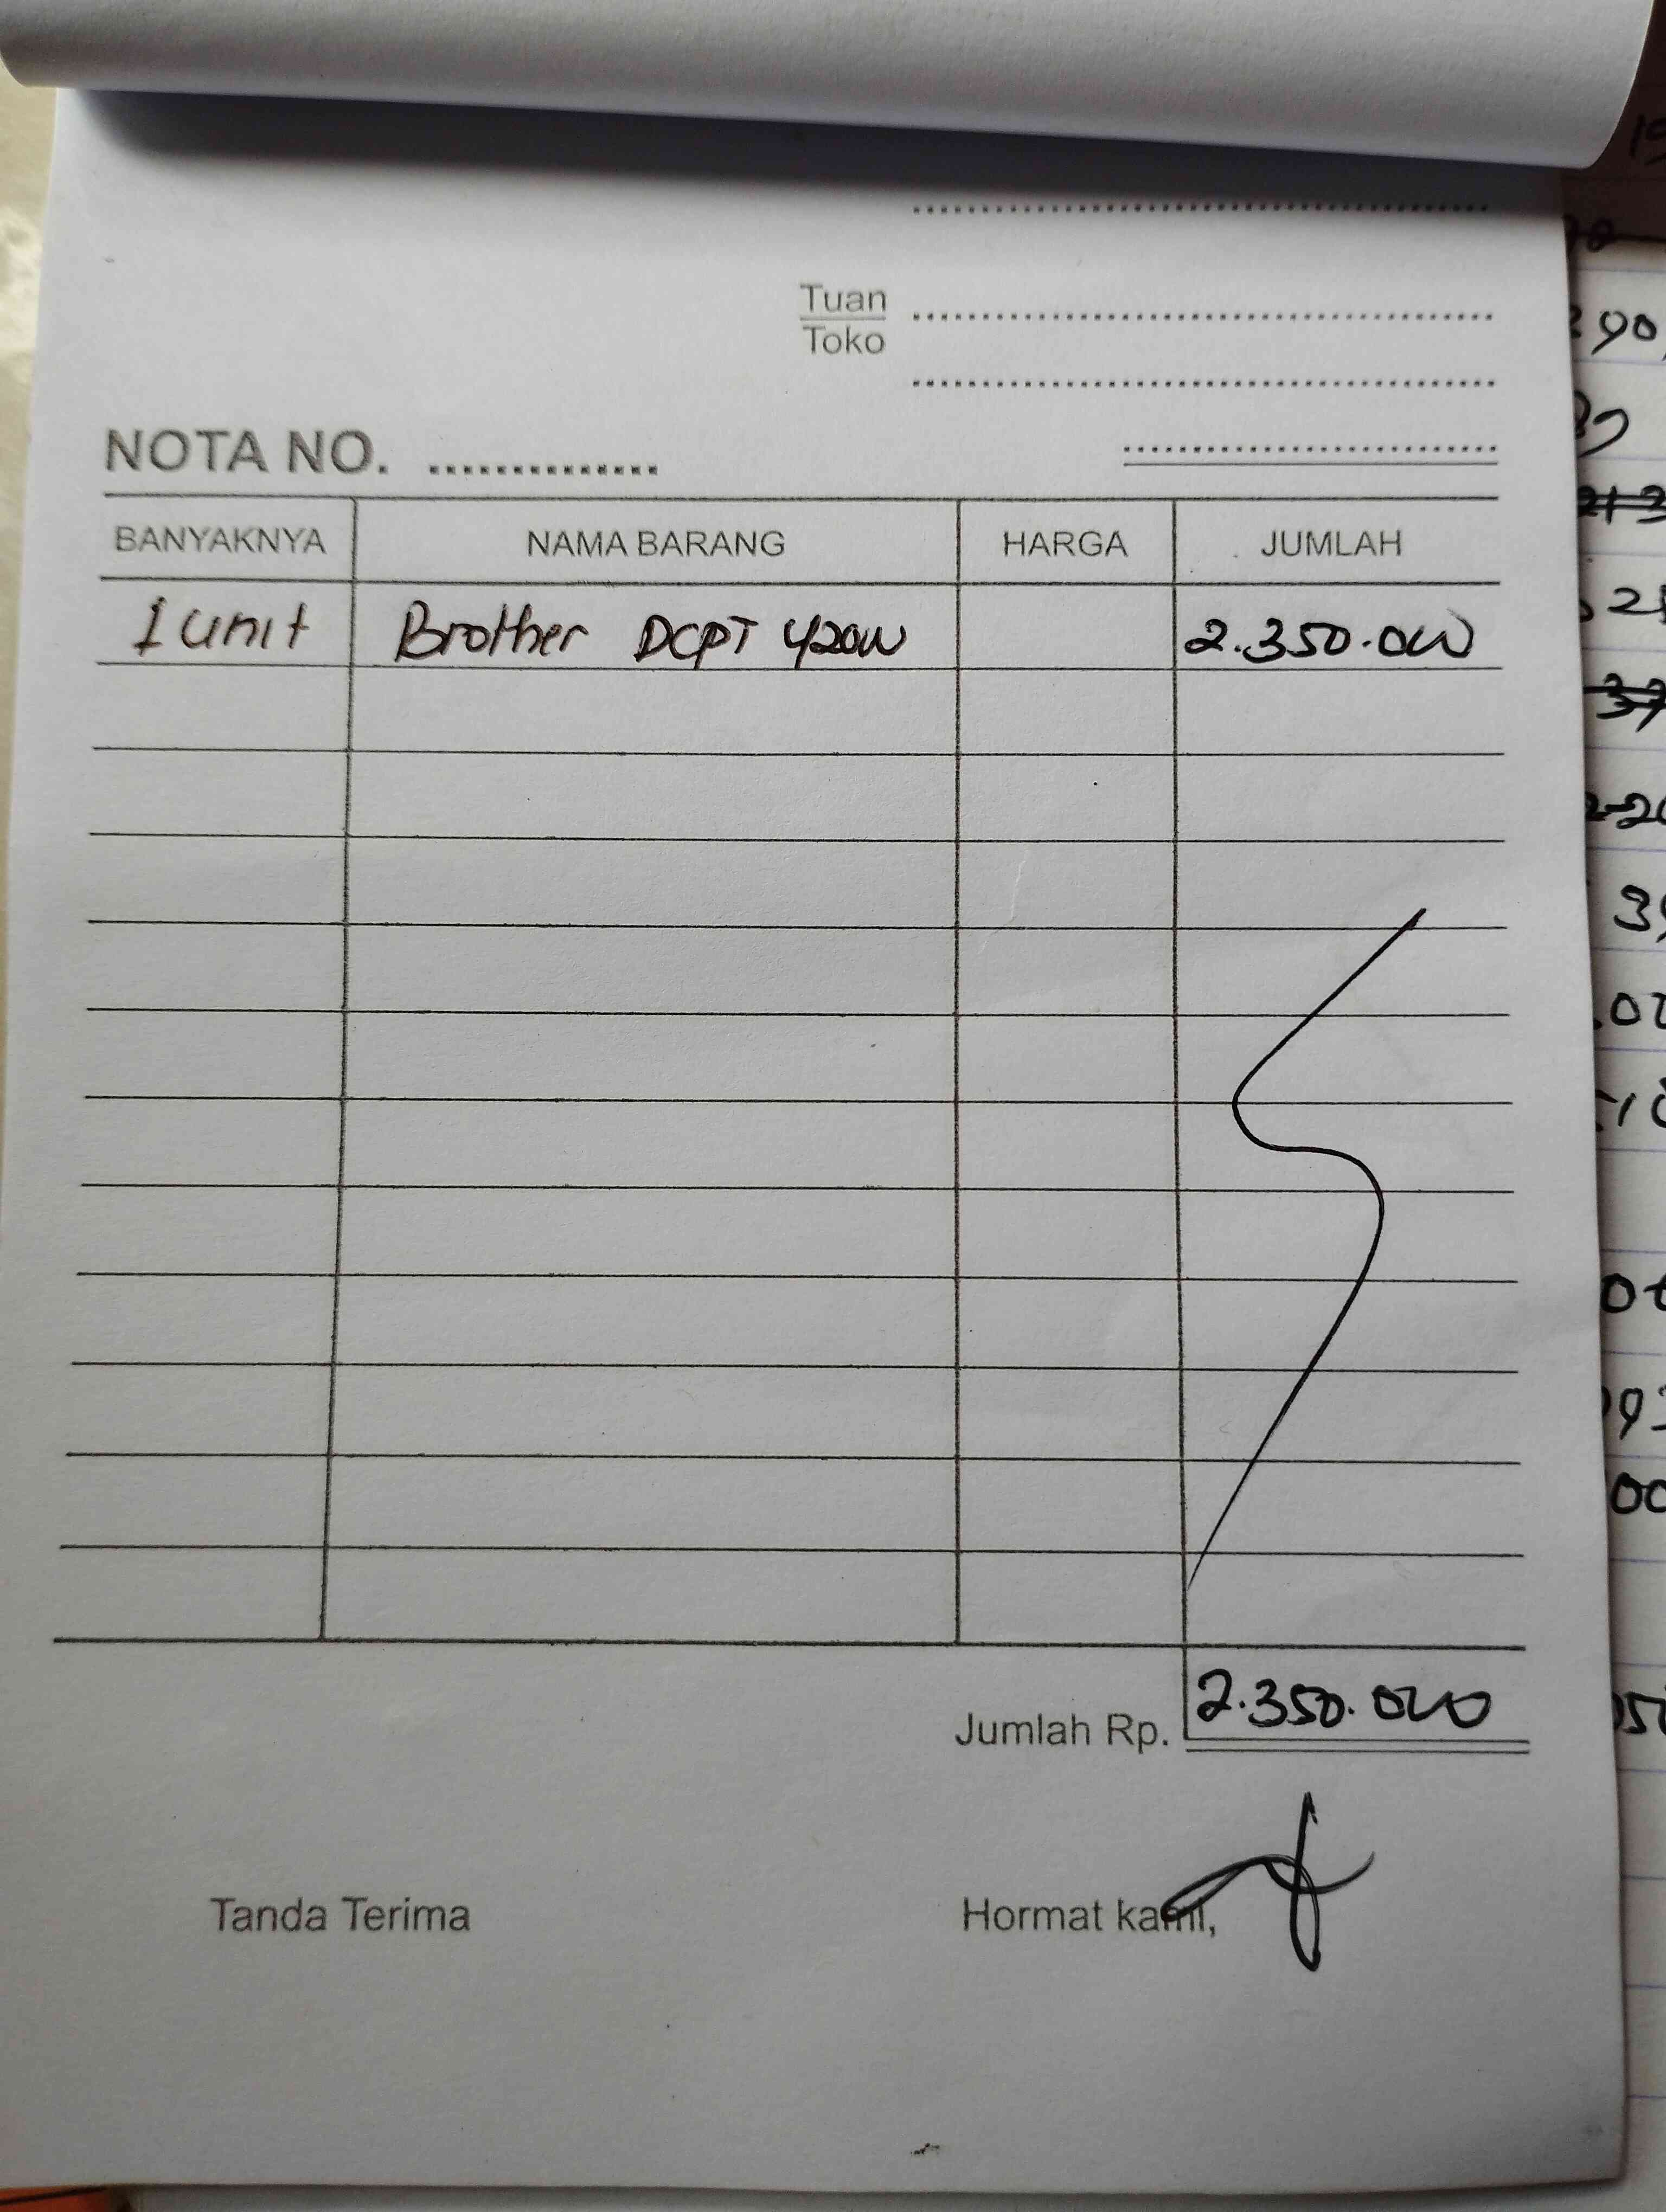 Tuan
Toko
NOTA NO. ..............
BANYAKNYA NAMA BARANG HARGA JUMLAH
1 unit Brother DCPT 420W 2.350.000
Jumlah Rp. 2.350.000
Tanda Terima Hormat kami,